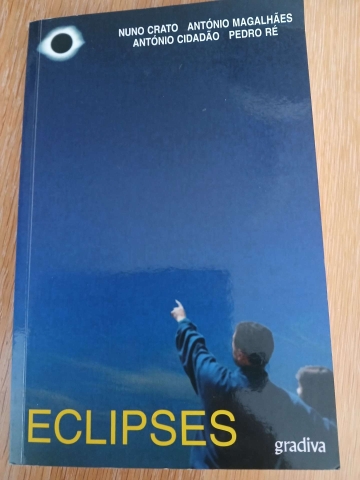 NUNO CRATO ANTÓNIO MAGALHÃES
ANTÓNIO CIDADÃO PEDRO RÉ
ECLIPSES
gradiva